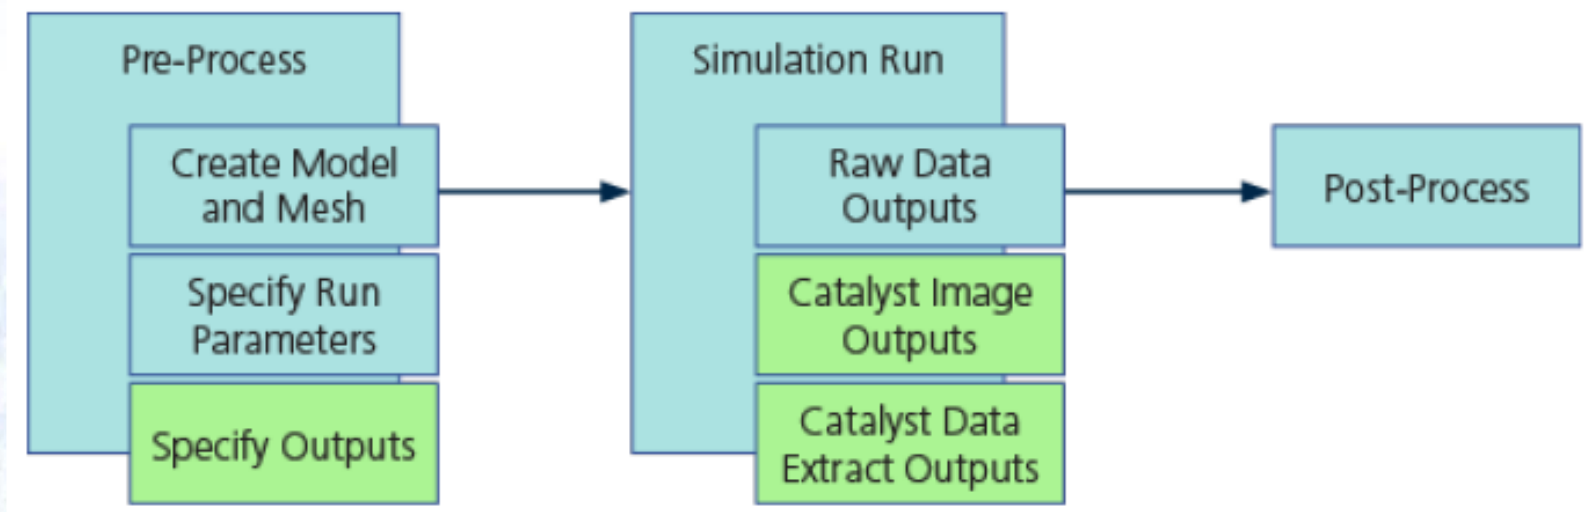 Pre-Process
Create Model
and Mesh
Specify Run
Parameters
Specify Outputs
Simulation Run
Raw Data
Outputs
Catalyst Image
Outputs
Catalyst Data
Extract Outputs
Post-Process